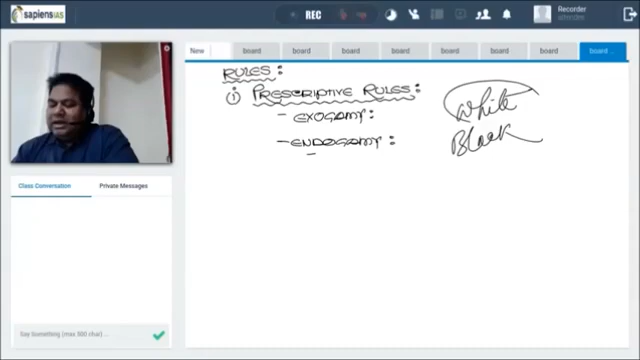 sapiensIAS
REC
Recorder
New
board
board
board
board
board
board
board
board ...
RULES:
i) PRESCRIPTIVE RULES:
- EXOGAMY:
- ENDOGAMY:
White
Black
Class Conversation
Private Messages
Say Something (max 500 char) ...